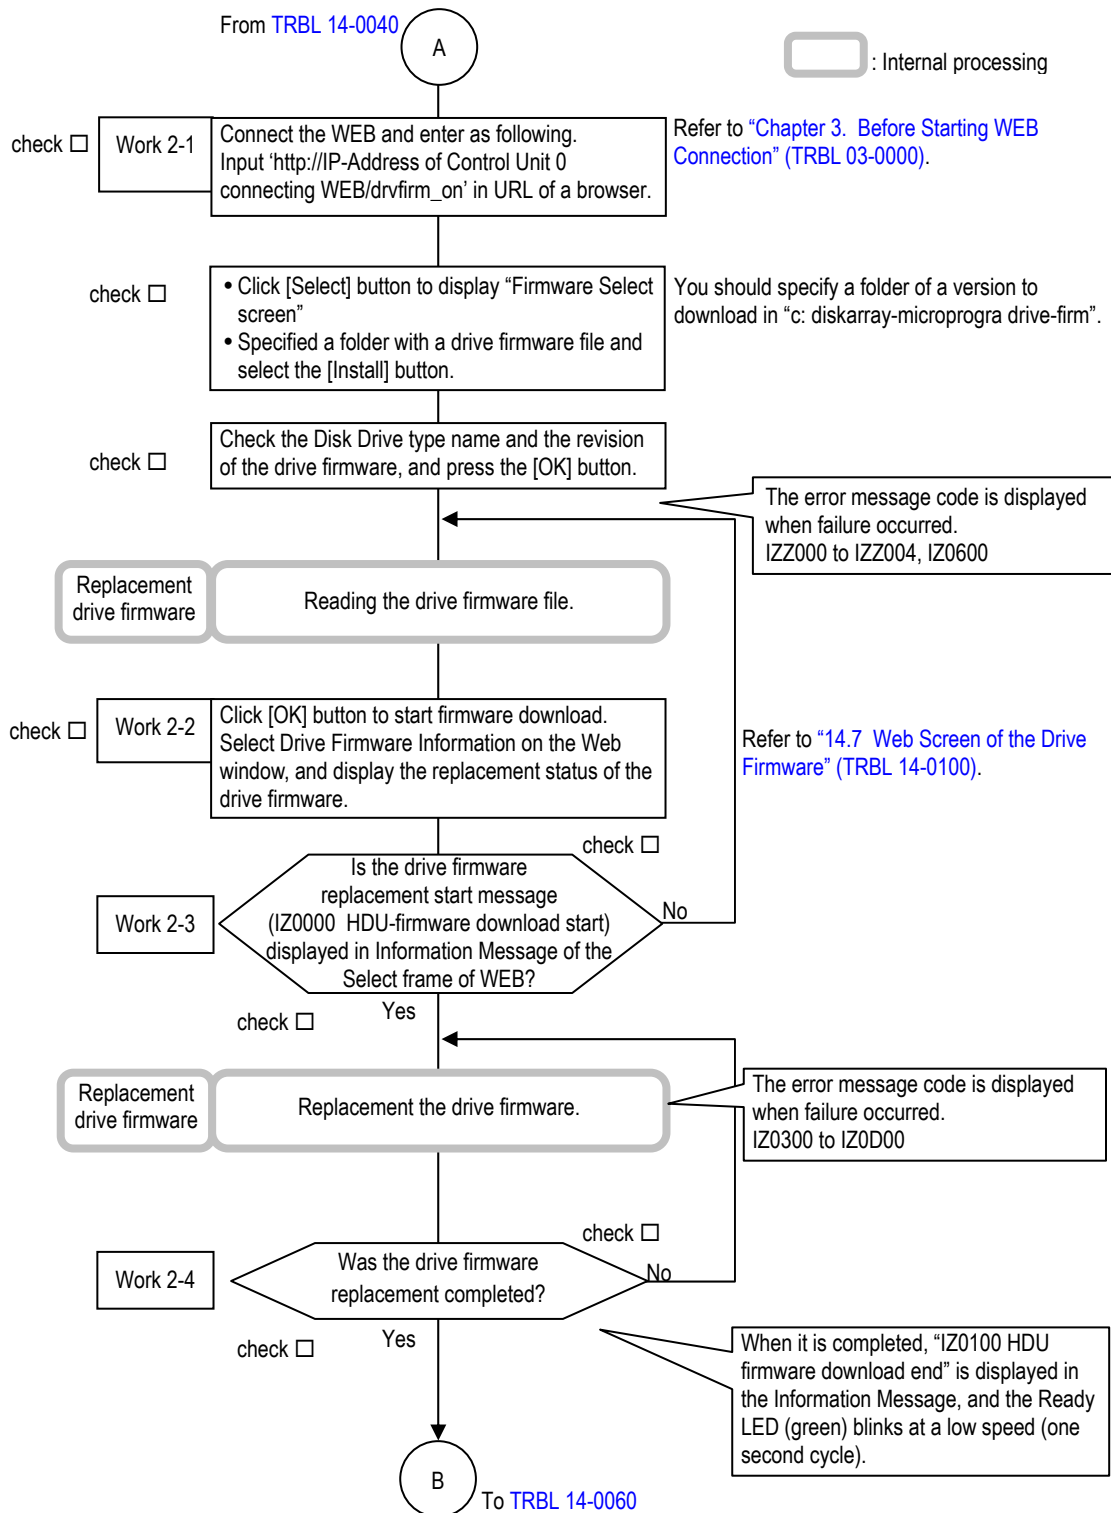 From TRBL 14-0040
A
: Internal processing
check □
Work 2-1
Connect the WEB and enter as following.
Input ‘http://IP-Address of Control Unit 0
connecting WEB/drvfirm_on’ in URL of a browser.
Refer to “Chapter 3.  Before Starting WEB
Connection” (TRBL 03-0000).
check □
• Click [Select] button to display “Firmware Select
screen”
• Specified a folder with a drive firmware file and
select the [Install] button.
You should specify a folder of a version to
download in “c: diskarray-microprogra drive-firm”.
check □
Check the Disk Drive type name and the revision
of the drive firmware, and press the [OK] button.
The error message code is displayed
when failure occurred.
IZZ000 to IZZ004, IZ0600
Replacement
drive firmware
Reading the drive firmware file.
check □
Work 2-2
Click [OK] button to start firmware download.
Select Drive Firmware Information on the Web
window, and display the replacement status of the
drive firmware.
Refer to “14.7  Web Screen of the Drive
Firmware” (TRBL 14-0100).
check □
Work 2-3
Is the drive firmware
replacement start message
(IZ0000  HDU-firmware download start)
displayed in Information Message of the
Select frame of WEB?
No
check □
Yes
Replacement
drive firmware
Replacement the drive firmware.
The error message code is displayed
when failure occurred.
IZ0300 to IZ0D00
check □
Work 2-4
Was the drive firmware
replacement completed?
No
check □
Yes
When it is completed, “IZ0100 HDU
firmware download end” is displayed in
the Information Message, and the Ready
LED (green) blinks at a low speed (one
second cycle).
B
To TRBL 14-0060